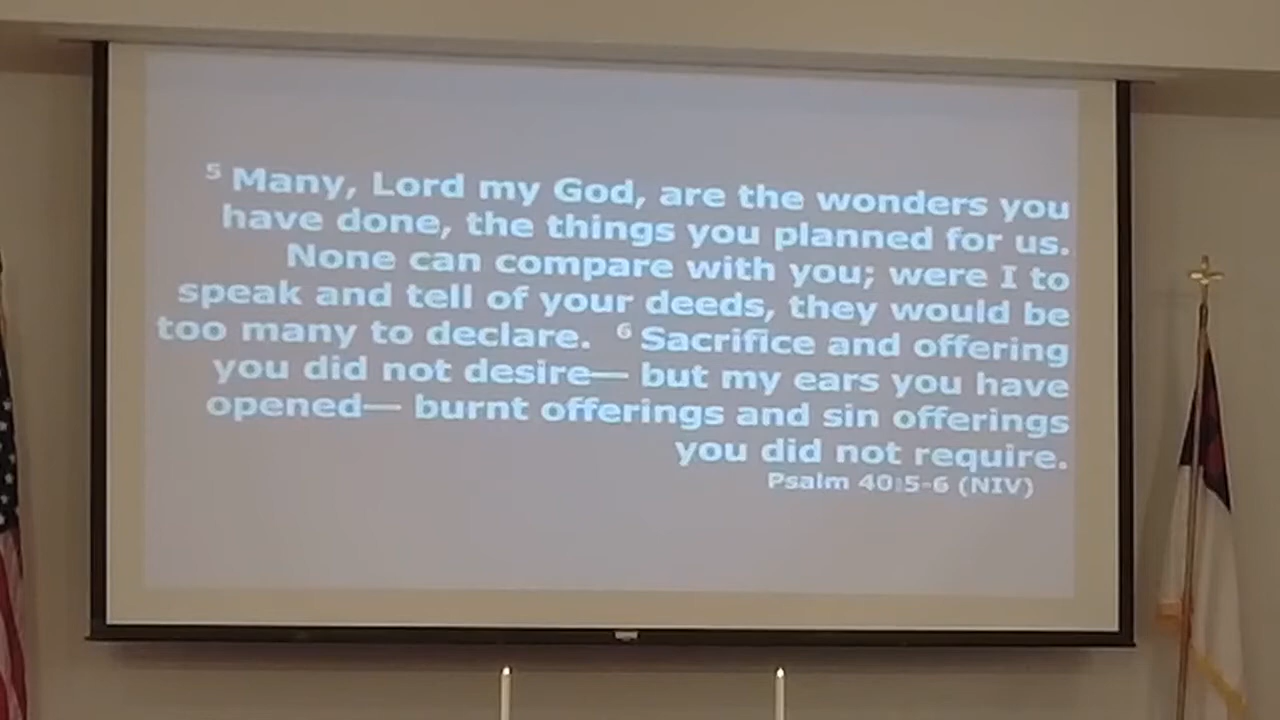 ⁵ Many, Lord my God, are the wonders you
have done, the things you planned for us.
None can compare with you; were I to
speak and tell of your deeds, they would be
too many to declare. ⁶ Sacrifice and offering
you did not desire— but my ears you have
opened— burnt offerings and sin offerings
you did not require.
Psalm 40:5-6 (NIV)